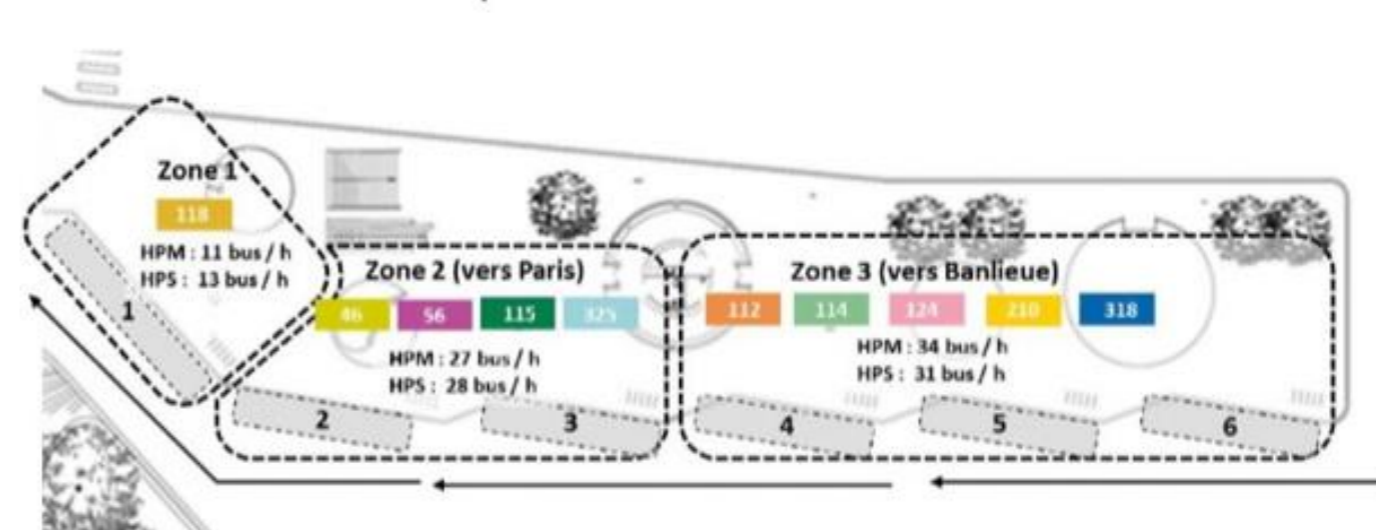 Zone 1
118
HPM : 11 bus / h
HPS : 13 bus / h
1
Zone 2 (vers Paris)
46 56 115 325
HPM : 27 bus / h
HPS : 28 bus / h
2 3
Zone 3 (vers Banlieue)
112 114 124 210 318
HPM : 34 bus / h
HPS : 31 bus / h
4 5 6